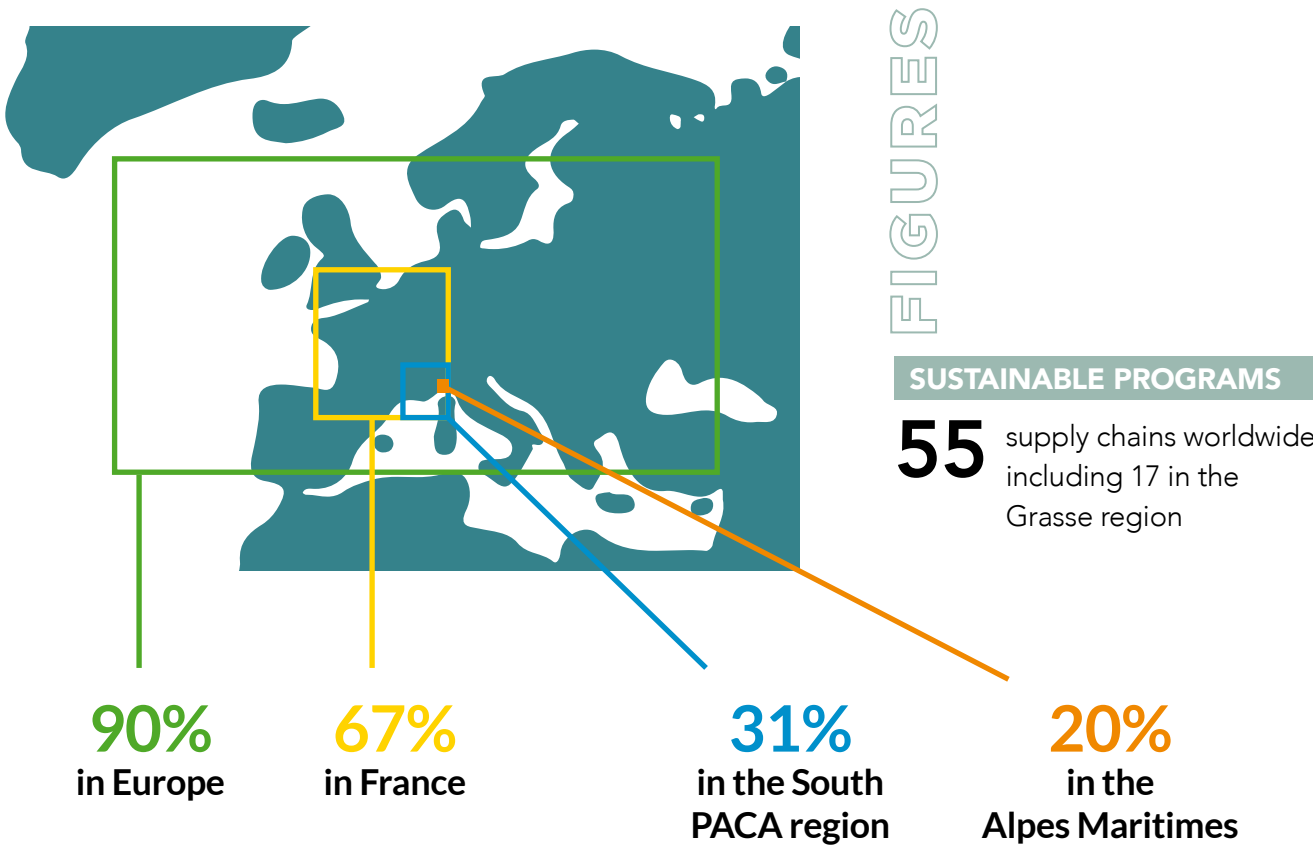 FIGURES
SUSTAINABLE PROGRAMS
55
supply chains worldwide
including 17 in the
Grasse region
90%
in Europe
67%
in France
31%
in the South
PACA region
20%
in the
Alpes Maritimes